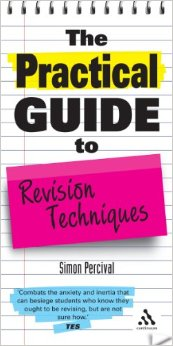 The
Practical
GUIDE
to
Revision
Techniques
Simon Percival
"Combats the anxiety and inertia that
can besiege students who know they
ought to be revising, but are not
sure how."
TES